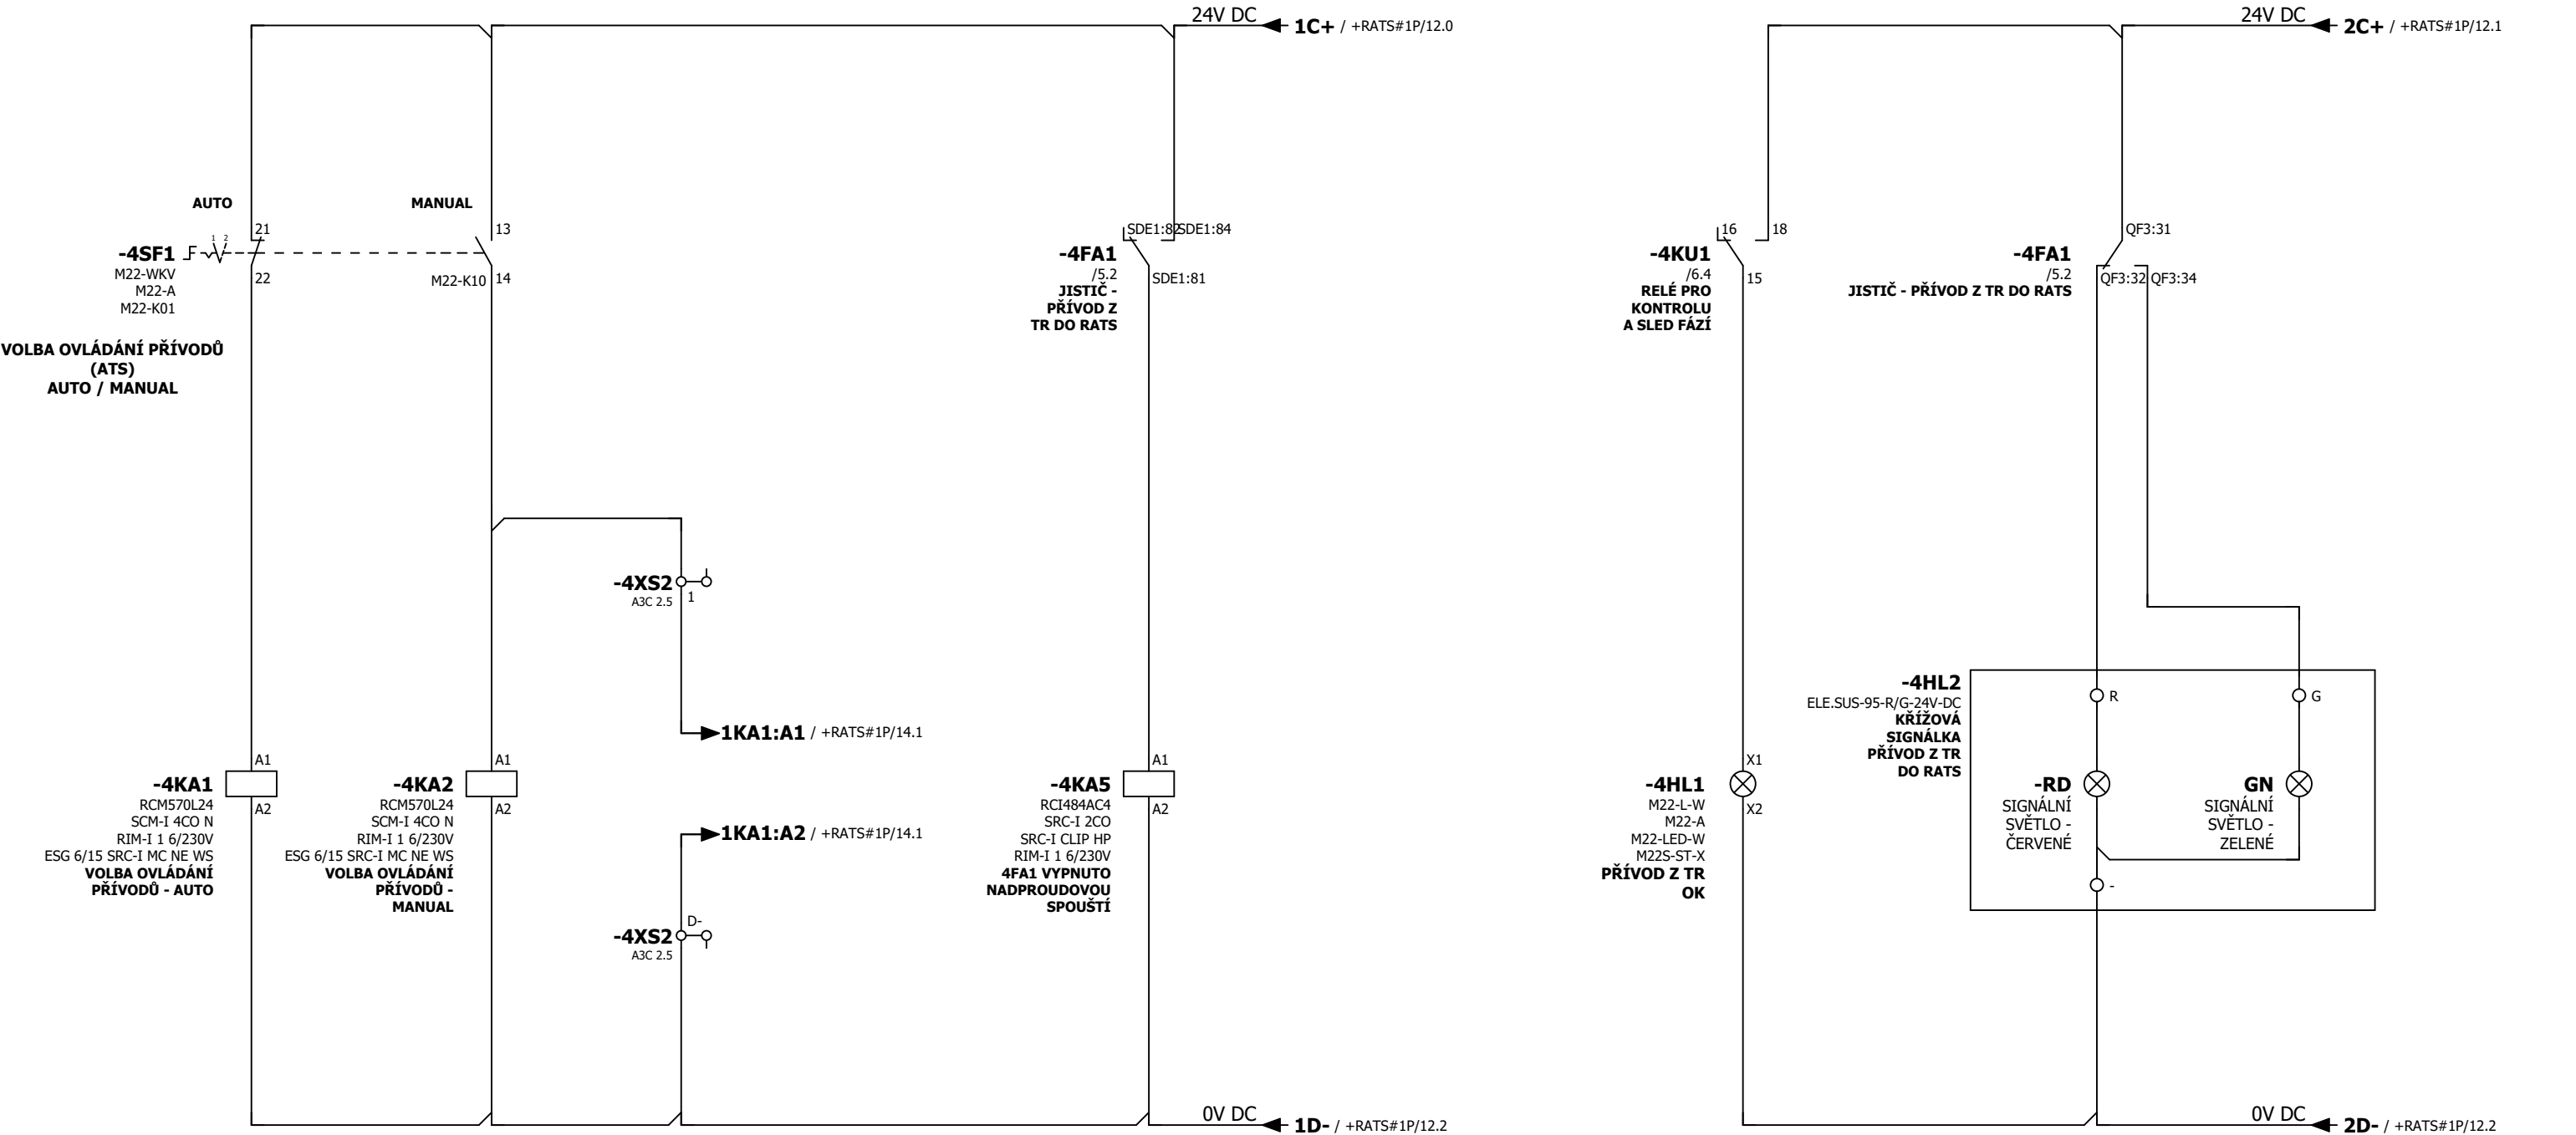 24V DC
1C+ / +RATS#1P/12.0
24V DC
2C+ / +RATS#1P/12.1
AUTO
MANUAL
-4SF1
1 2
M22-WKV
M22-A
M22-K01
21
22
VOLBA OVLÁDÁNÍ PŘÍVODŮ
(ATS)
AUTO / MANUAL
13
M22-K10
14
-4FA1
/5.2
JISTIČ -
PŘÍVOD Z
TR DO RATS
SDE1:82
SDE1:84
SDE1:81
-4KU1
/6.4
RELÉ PRO
KONTROLU
A SLED FÁZÍ
16
18
15
-4FA1
/5.2
JISTIČ - PŘÍVOD Z TR DO RATS
QF3:31
QF3:32
QF3:34
-4XS2
A3C 2.5
1
1KA1:A1 / +RATS#1P/14.1
1KA1:A2 / +RATS#1P/14.1
-4XS2
A3C 2.5
D-
-4KA1
RCM570L24
SCM-I 4CO N
RIM-I 1 6/230V
ESG 6/15 SRC-I MC NE WS
VOLBA OVLÁDÁNÍ
PŘÍVODŮ - AUTO
A1
A2
-4KA2
RCM570L24
SCM-I 4CO N
RIM-I 1 6/230V
ESG 6/15 SRC-I MC NE WS
VOLBA OVLÁDÁNÍ
PŘÍVODŮ -
MANUAL
A1
A2
-4KA5
RCI484AC4
SRC-I 2CO
SRC-I CLIP HP
RIM-I 1 6/230V
4FA1 VYPNUTO
NADPROUDOVOU
SPOUŠTÍ
A1
A2
-4HL1
M22-L-W
M22-A
M22-LED-W
M22S-ST-X
PŘÍVOD Z TR
OK
X1
X2
-4HL2
ELE.SUS-95-R/G-24V-DC
KŘÍŽOVÁ
SIGNÁLKA
PŘÍVOD Z TR
DO RATS
R
G
-RD
SIGNÁLNÍ
SVĚTLO -
ČERVENÉ
GN
SIGNÁLNÍ
SVĚTLO -
ZELENÉ
-
0V DC
1D- / +RATS#1P/12.2
0V DC
2D- / +RATS#1P/12.2